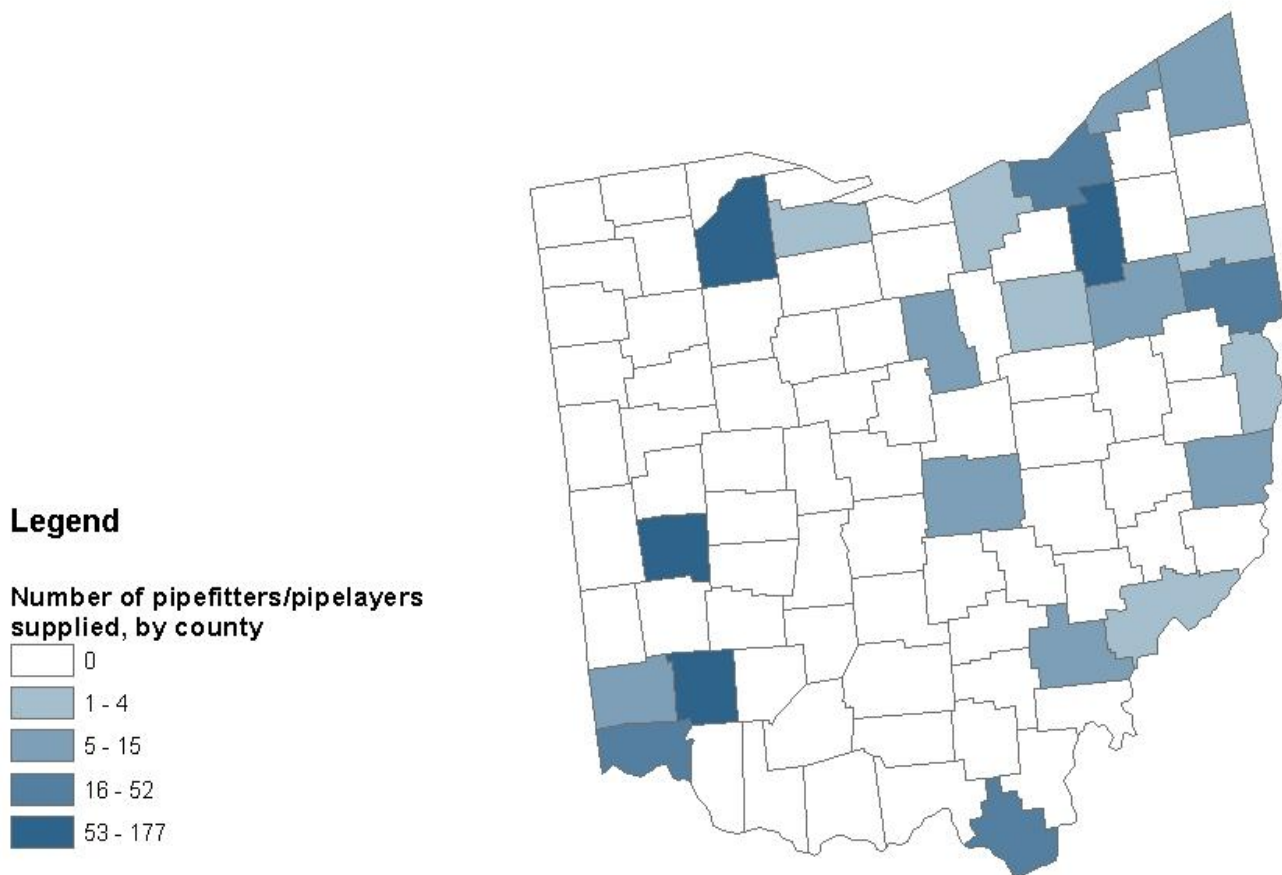 Legend
Number of pipefitters/pipelayers
supplied, by county
0
1 - 4
5 - 15
16 - 52
53 - 177